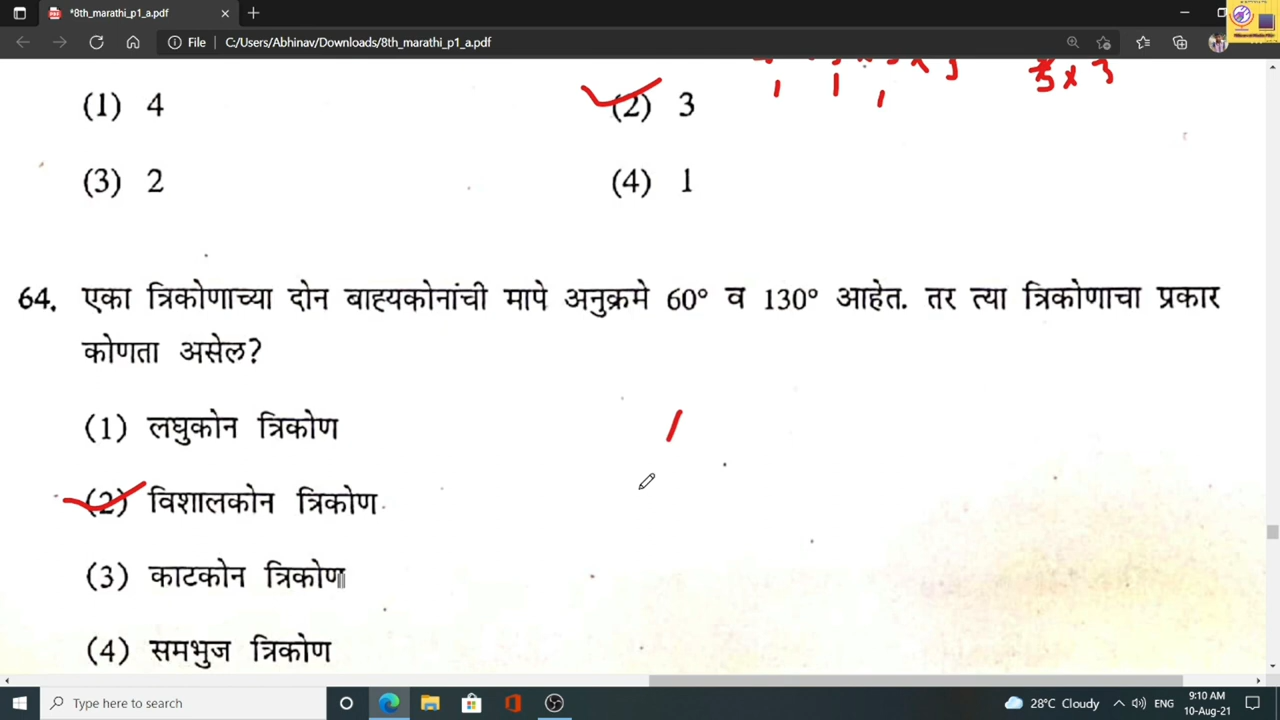 *8th_marathi_p1_a.pdf
File C:/Users/Abhinav/Downloads/8th_marathi_p1_a.pdf
5 x 3
(1) 4
(2) 3
(3) 2
(4) 1
64. एका त्रिकोणाच्या दोन बाह्यकोनांची मापे अनुक्रमे 60° व 130° आहेत. तर त्या त्रिकोणाचा प्रकार
कोणता असेल?
(1) लघुकोन त्रिकोण
(2) विशालकोन त्रिकोण
(3) काटकोन त्रिकोण
(4) समभुज त्रिकोण
Type here to search
28°C Cloudy
9:10 AM
10-Aug-21